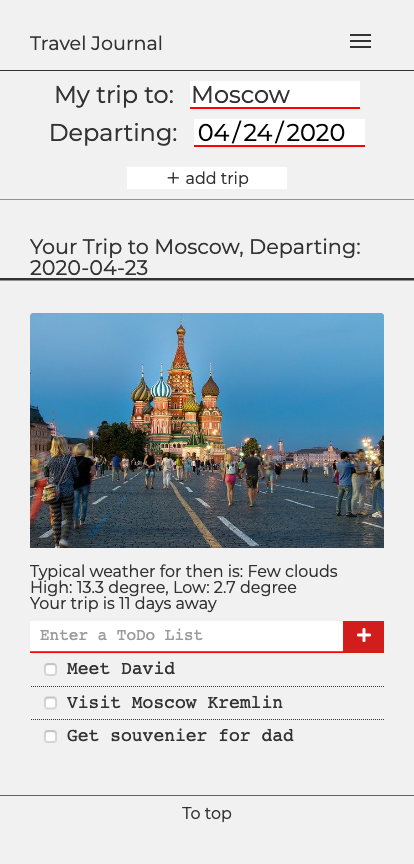 Travel Journal
My trip to: Moscow
Departing: 04/24/2020
+ add trip
Your Trip to Moscow, Departing:
2020-04-23
Typical weather for then is: Few clouds
High: 13.3 degree, Low: 2.7 degree
Your trip is 11 days away
Enter a ToDo List +
Meet David
Visit Moscow Kremlin
Get souvenier for dad
To top